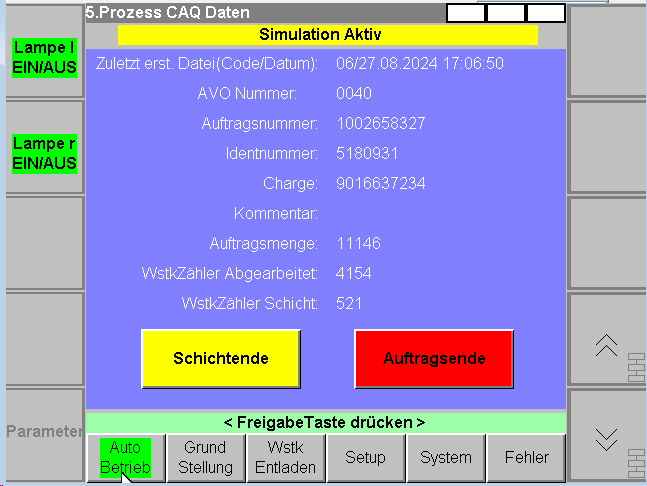 5.Prozess CAQ Daten
Simulation Aktiv
Lampe l
EIN/AUS
Zuletzt erst. Datei(Code/Datum): 06/27.08.2024 17:06:50
AVO Nummer: 0040
Auftragsnummer: 1002658327
Lampe r
EIN/AUS
Identnummer: 5180931
Charge: 9016637234
Kommentar:
Auftragsmenge: 11146
WstkZähler Abgearbeitet: 4154
WstkZähler Schicht: 521
Schichtende
Auftragsende
Parameter
< FreigabeTaste drücken >
Auto
Betrieb
Grund
Stellung
Wstk
Entladen
Setup
System
Fehler